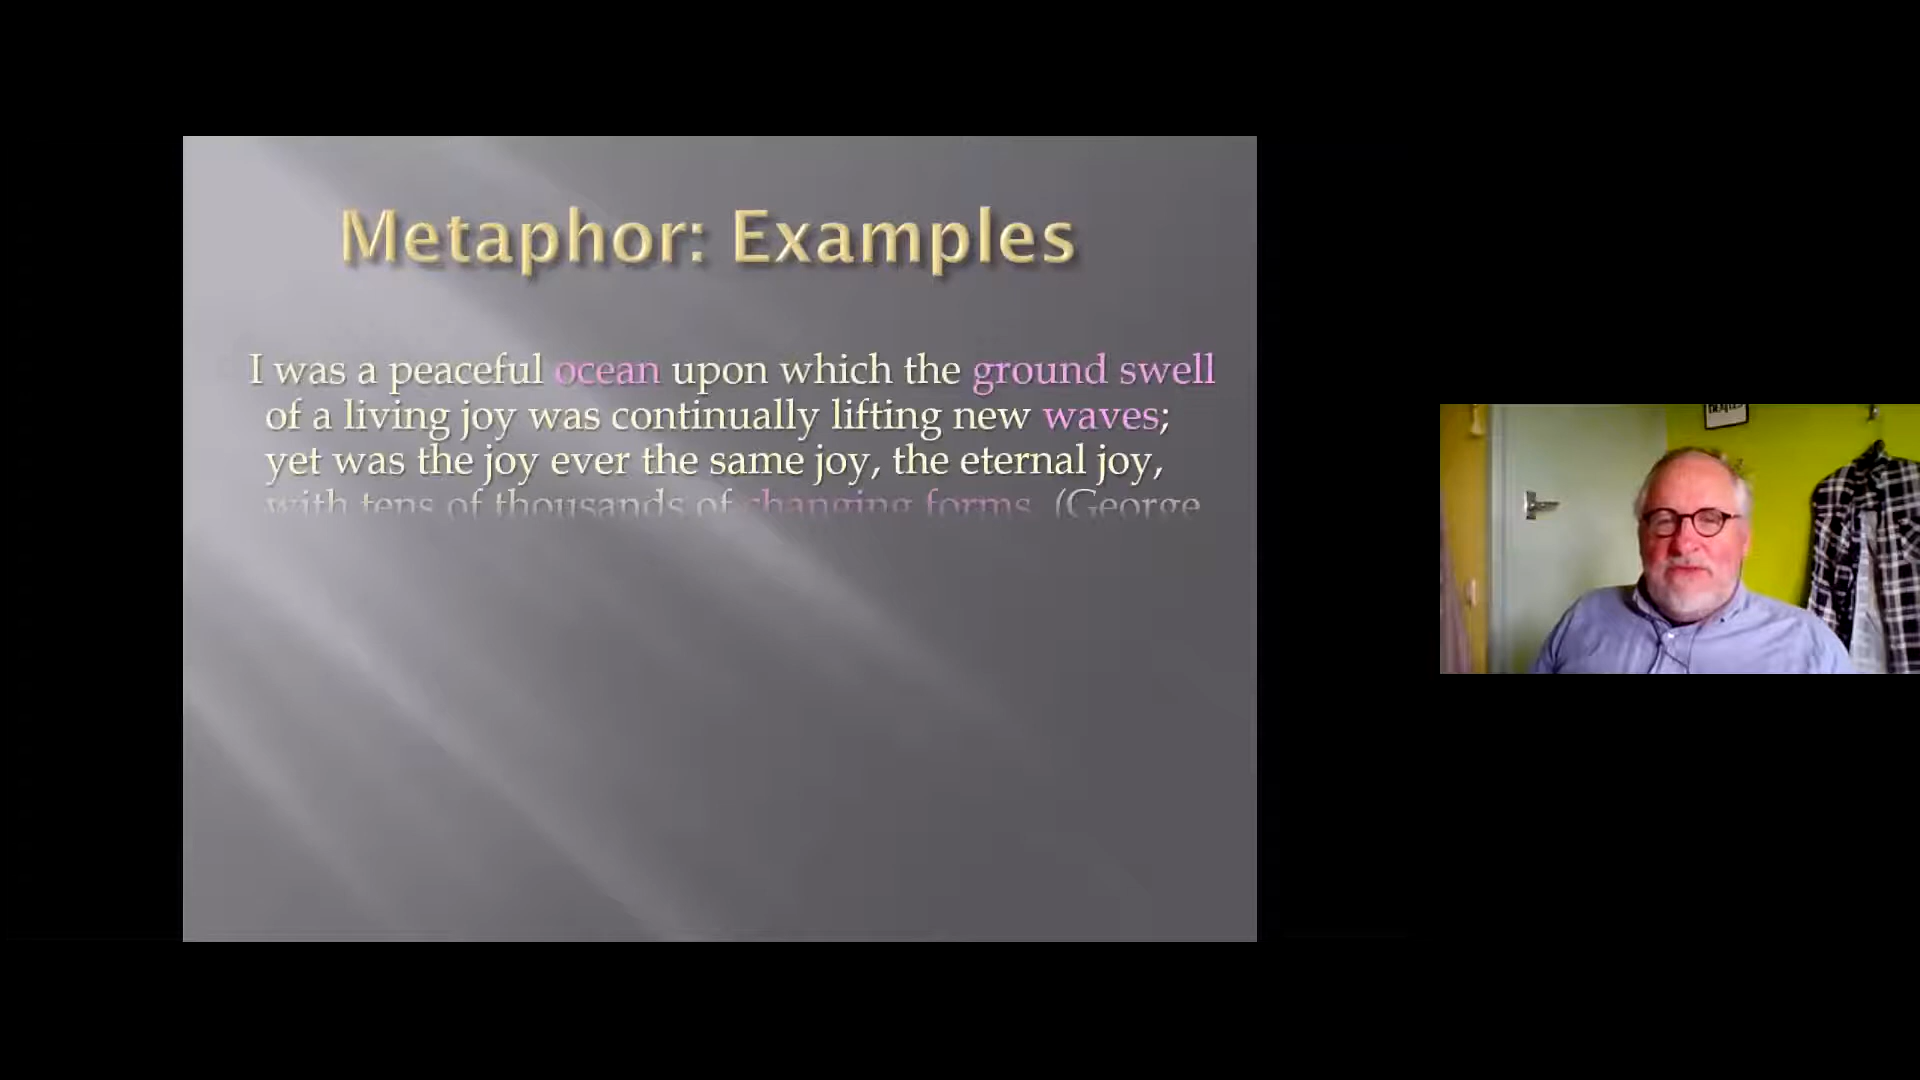 Metaphor: Examples
I was a peaceful ocean upon which the ground swell
of a living joy was continually lifting new waves;
yet was the joy ever the same joy, the eternal joy,
with tens of thousands of changing forms. (George